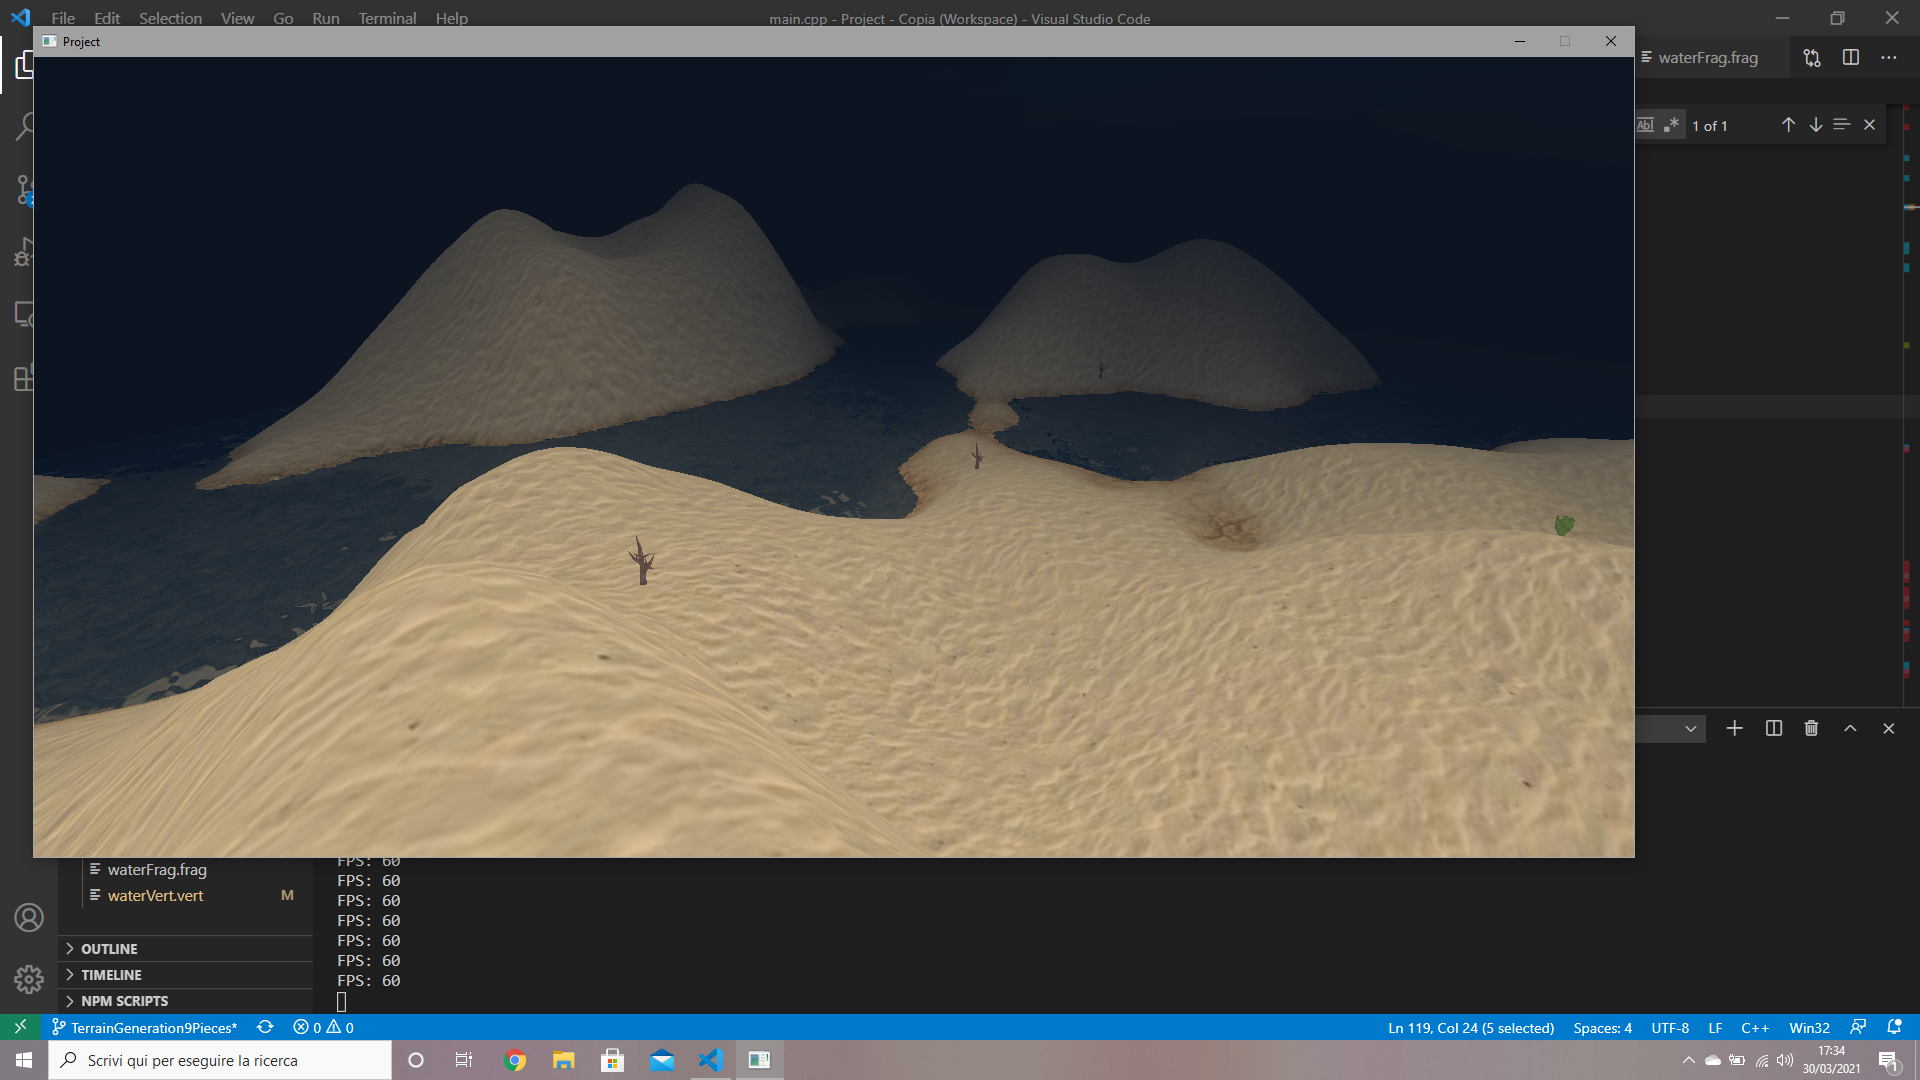 File Edit Selection View Go Run Terminal Help
main.cpp - Project - Copia (Workspace) - Visual Studio Code
Project
waterFrag.frag
Abl
1 of 1
FPS: 60
waterFrag.frag
FPS: 60
waterVert.vert M
FPS: 60
FPS: 60
FPS: 60
OUTLINE
FPS: 60
TIMELINE
FPS: 60
NPM SCRIPTS
TerrainGeneration9Pieces* 0 0
Ln 119, Col 24 (5 selected) Spaces: 4 UTF-8 LF C++ Win32
Scrivi qui per eseguire la ricerca
17:34
30/03/2021
1